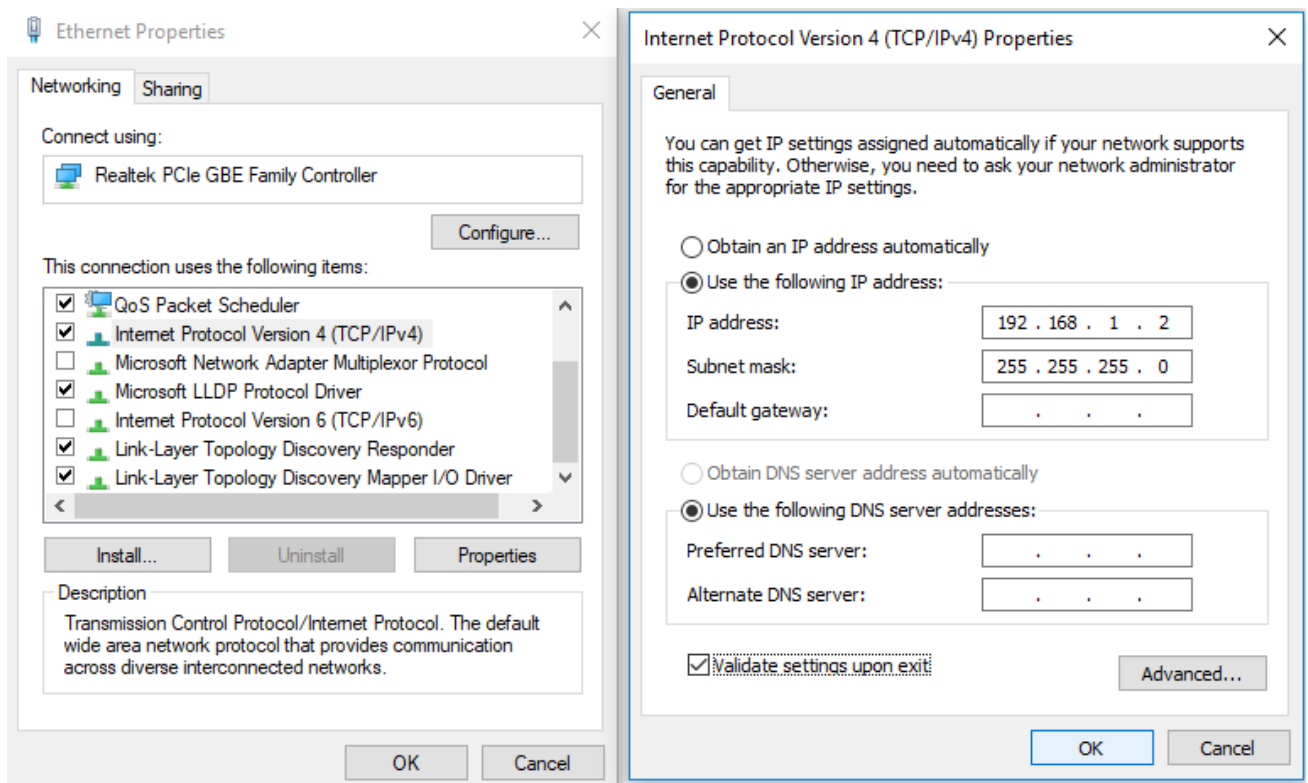 Ethernet Properties
Networking
Sharing
Connect using:
Realtek PCIe GBE Family Controller
Configure...
This connection uses the following items:
QoS Packet Scheduler
Internet Protocol Version 4 (TCP/IPv4)
Microsoft Network Adapter Multiplexor Protocol
Microsoft LLDP Protocol Driver
Internet Protocol Version 6 (TCP/IPv6)
Link-Layer Topology Discovery Responder
Link-Layer Topology Discovery Mapper I/O Driver
Install...
Uninstall
Properties
Description
Transmission Control Protocol/Internet Protocol. The default
wide area network protocol that provides communication
across diverse interconnected networks.
OK
Cancel
Internet Protocol Version 4 (TCP/IPv4) Properties
General
You can get IP settings assigned automatically if your network supports
this capability. Otherwise, you need to ask your network administrator
for the appropriate IP settings.
Obtain an IP address automatically
Use the following IP address:
IP address: 192 . 168 . 1 . 2
Subnet mask: 255 . 255 . 255 . 0
Default gateway: . . .
Obtain DNS server address automatically
Use the following DNS server addresses:
Preferred DNS server: . . .
Alternate DNS server: . . .
Validate settings upon exit
Advanced...
OK
Cancel